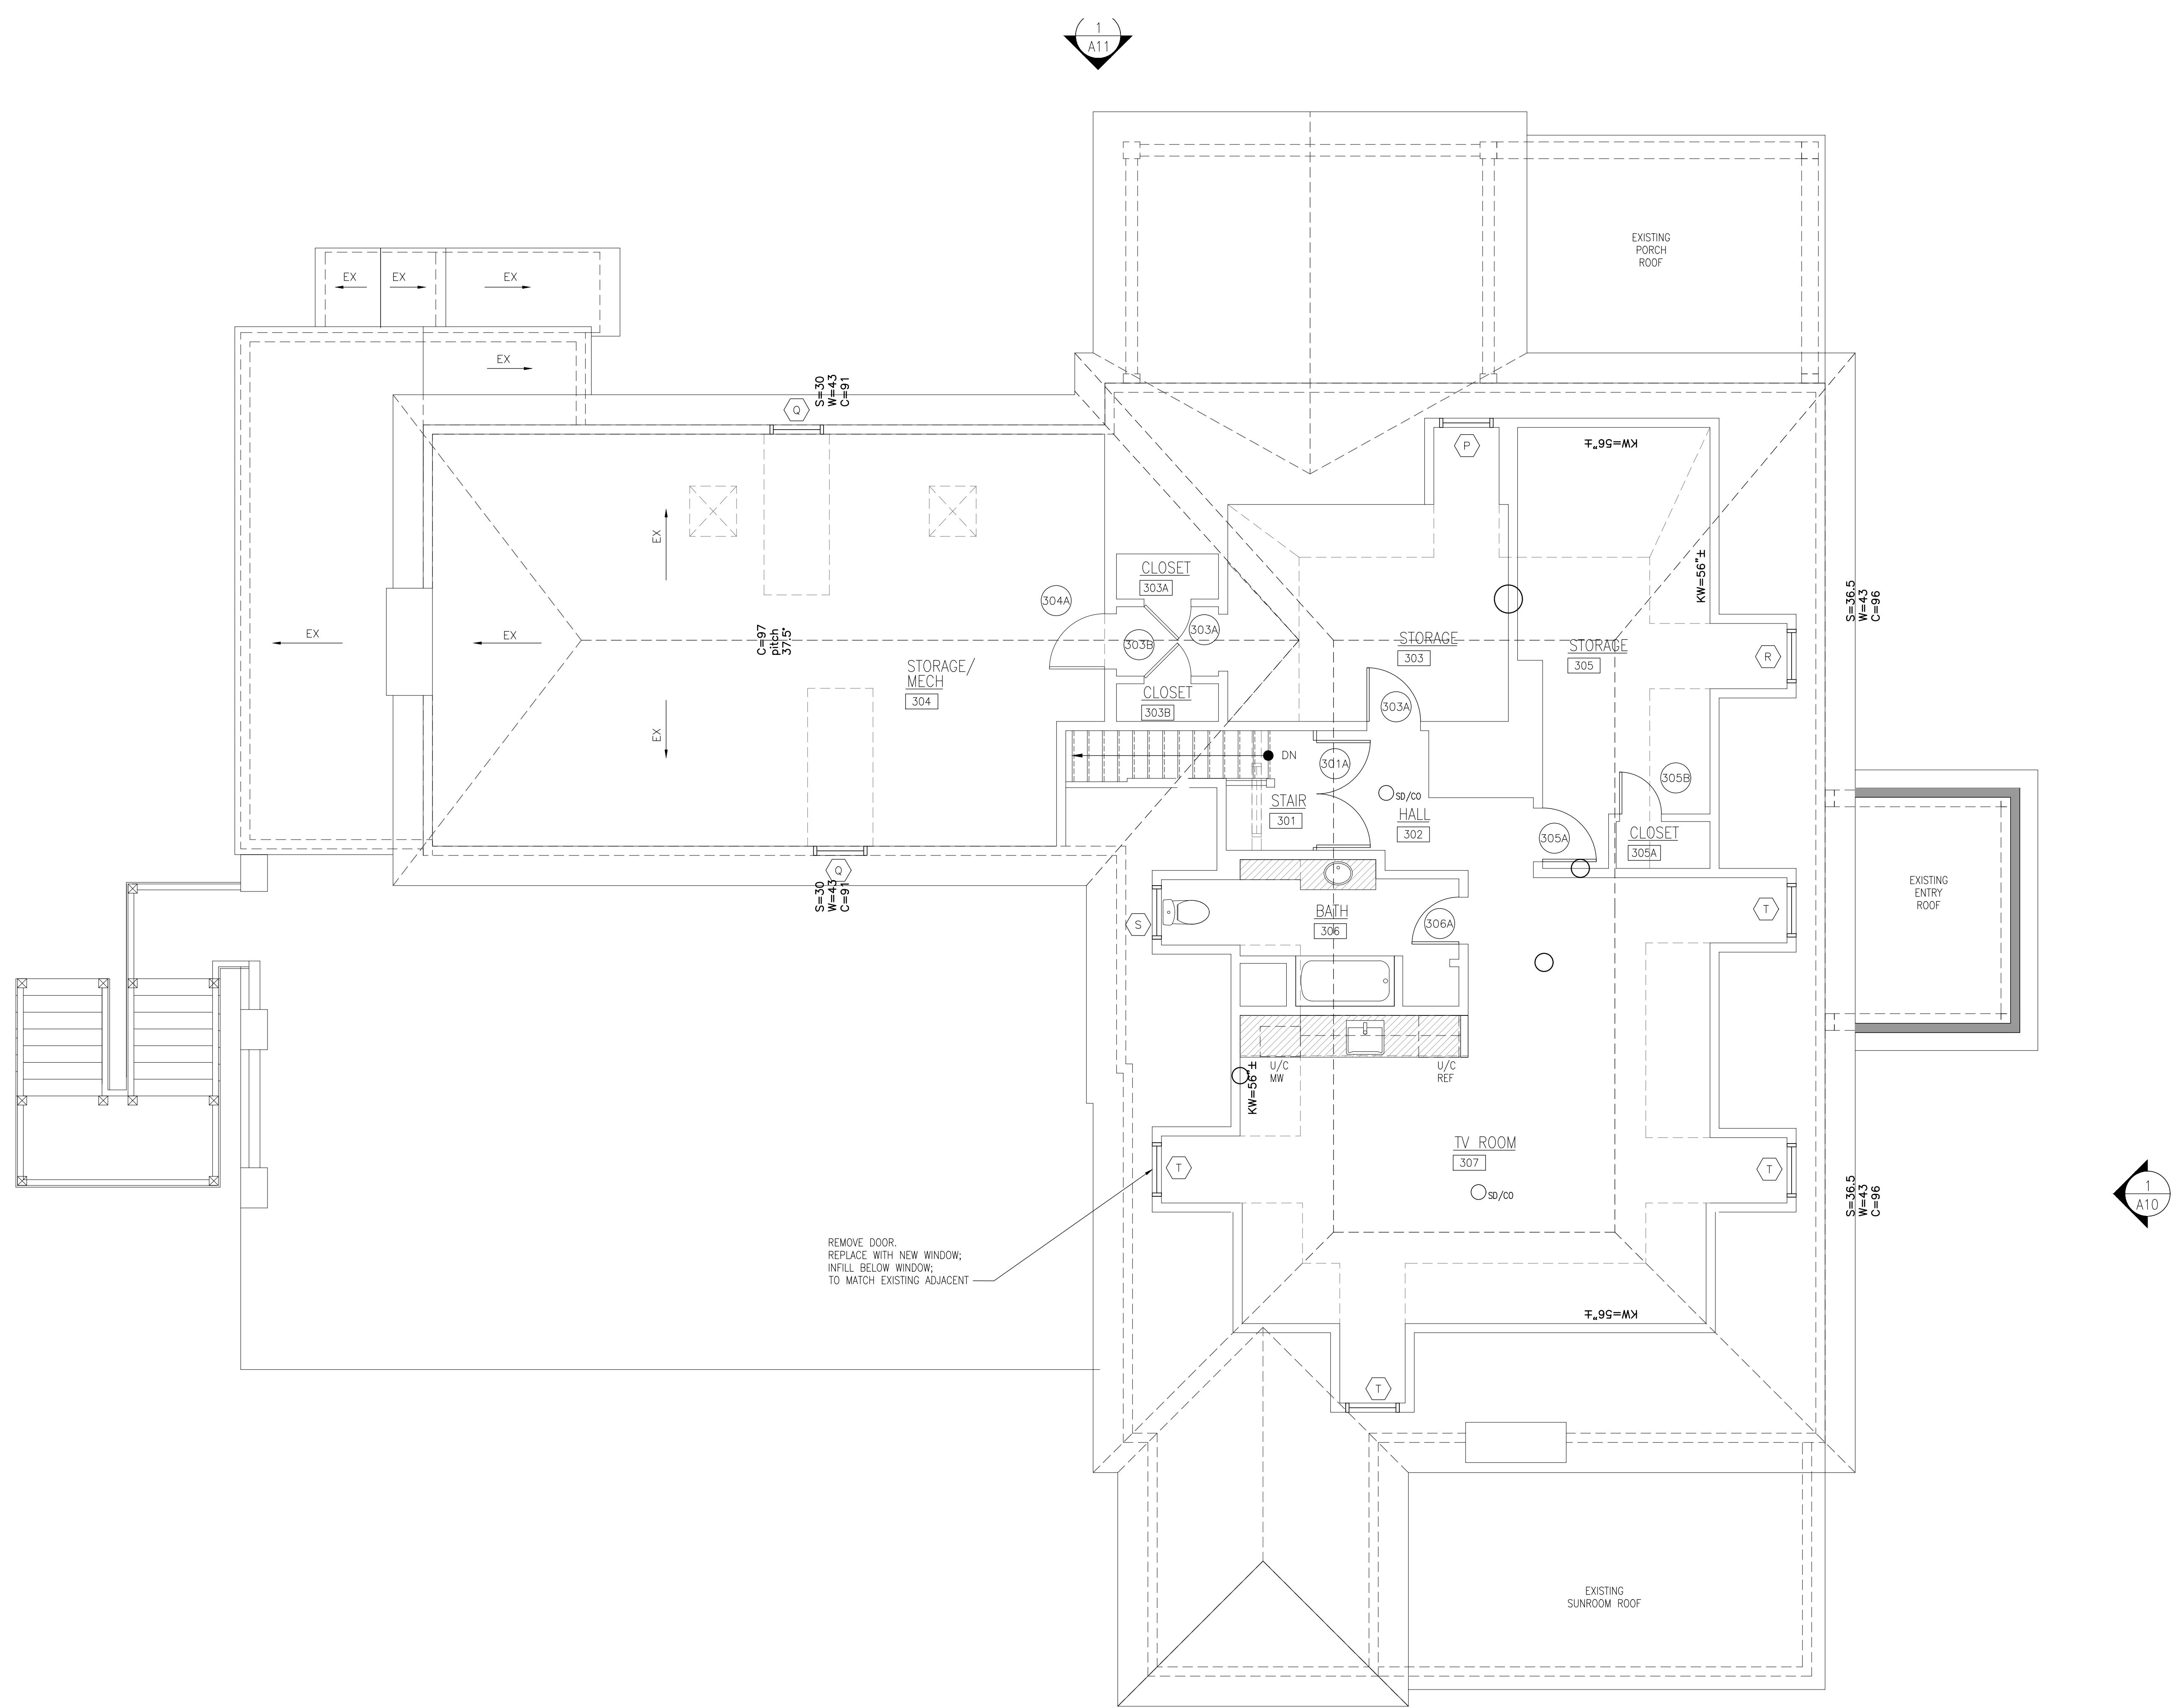 1
A11
EXISTING
PORCH
ROOF
EX
EX
EX
EX
S=30
W=43
C=91
Q
P
KW=56"±
EX
KW=56"±
CLOSET
303A
304A
303A
303B
S=36.5
W=43
C=96
EX
EX
C=97
pitch
37.5°
STORAGE/
MECH
304
STORAGE
303
STORAGE
305
R
CLOSET
303B
303A
EX
DN
301A
305B
SD/CO
STAIR
301
HALL
302
305A
CLOSET
305A
Q
S=30
W=43
C=91
EXISTING
ENTRY
ROOF
S
BATH
306
306A
T
U/C
MW
U/C
REF
KW=56"±
TV ROOM
307
T
T
SD/CO
S=36.5
W=43
C=96
1
A10
REMOVE DOOR.
REPLACE WITH NEW WINDOW;
INFILL BELOW WINDOW;
TO MATCH EXISTING ADJACENT
KW=56"±
T
EXISTING
SUNROOM ROOF